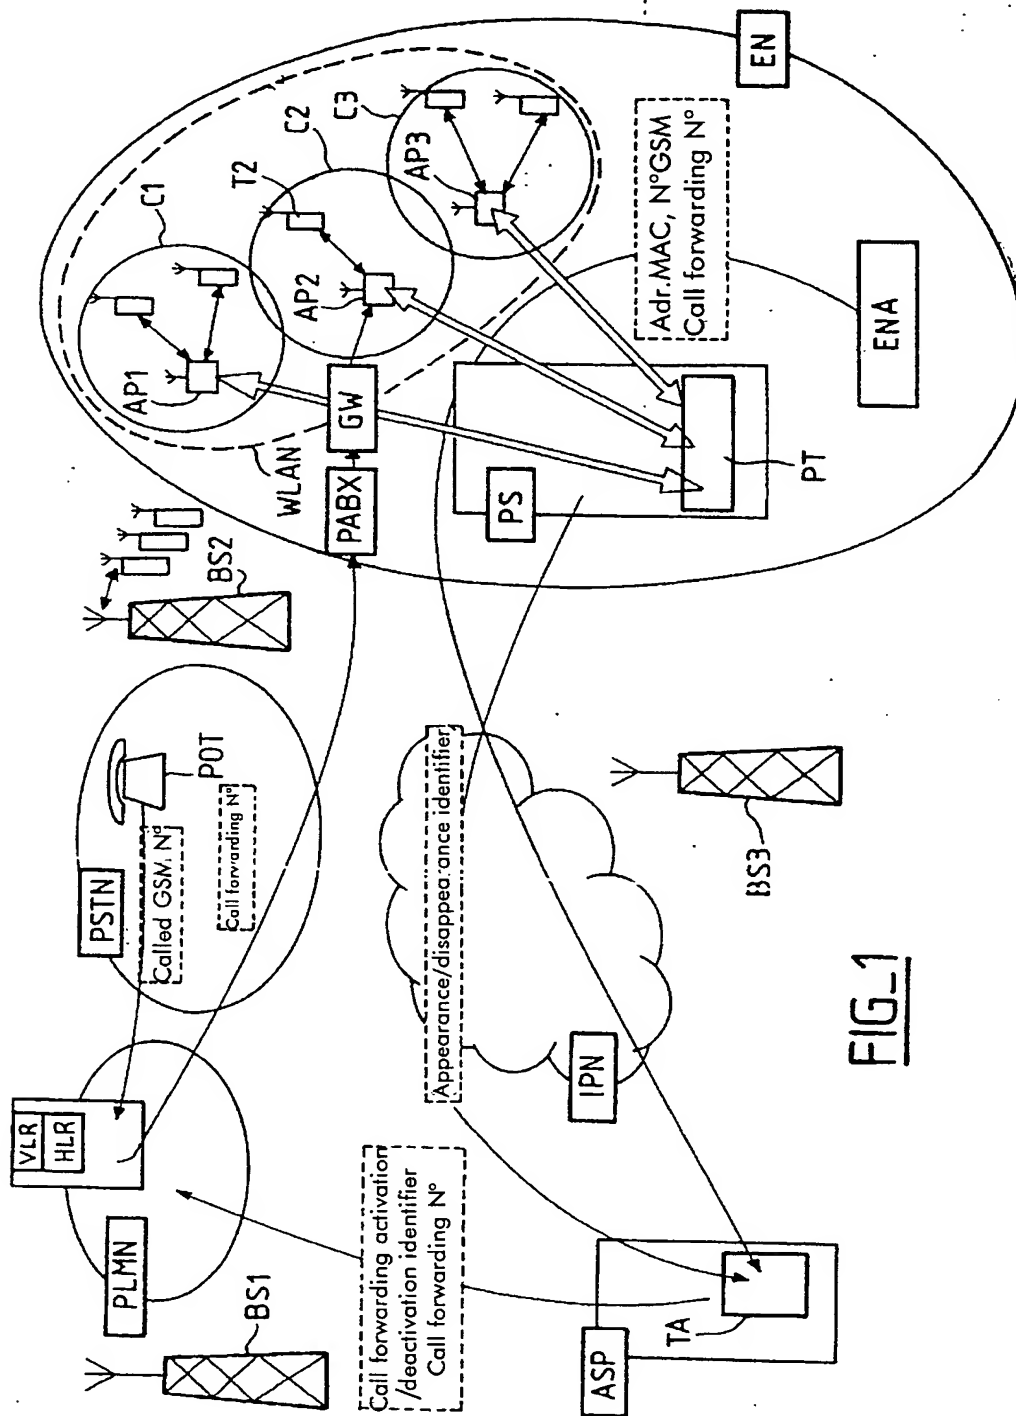 BS1
PLMN
VLR
HLR
PSTN
POT
Called GSM N°
Call forwarding N°
BS2
WLAN
PABX
GW
AP1
C1
AP2
T2
C2
AP3
C3
EN
Call forwarding activation
/deactivation identifier
Call forwarding N°
Appearance/disappearance identifier
PS
PT
Adr.MAC, N°GSM
Call forwarding N°
ENA
ASP
TA
IPN
BS3
FIG_1